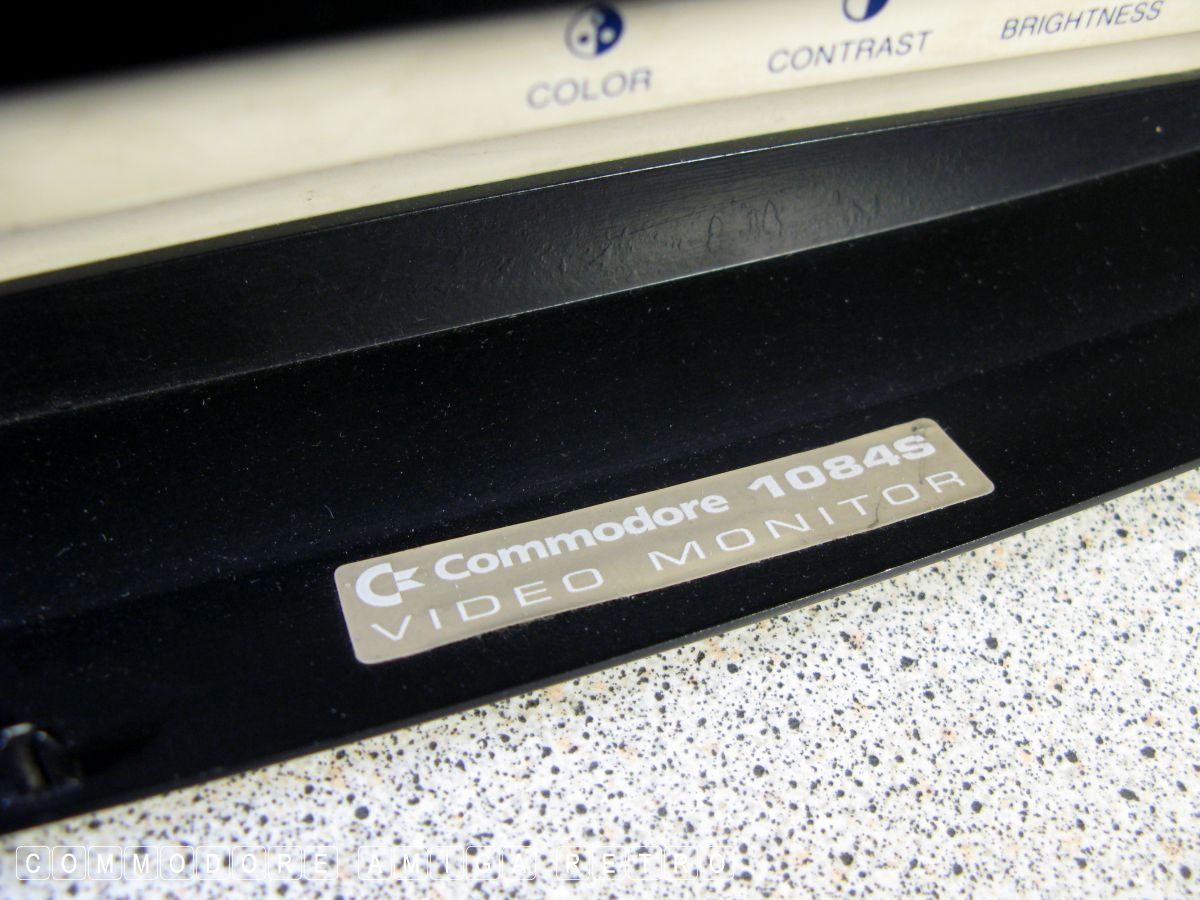 COLOR
CONTRAST
BRIGHTNESS
Commodore 1084S
VIDEO MONITOR
COMMODORE AMIGA RETRO